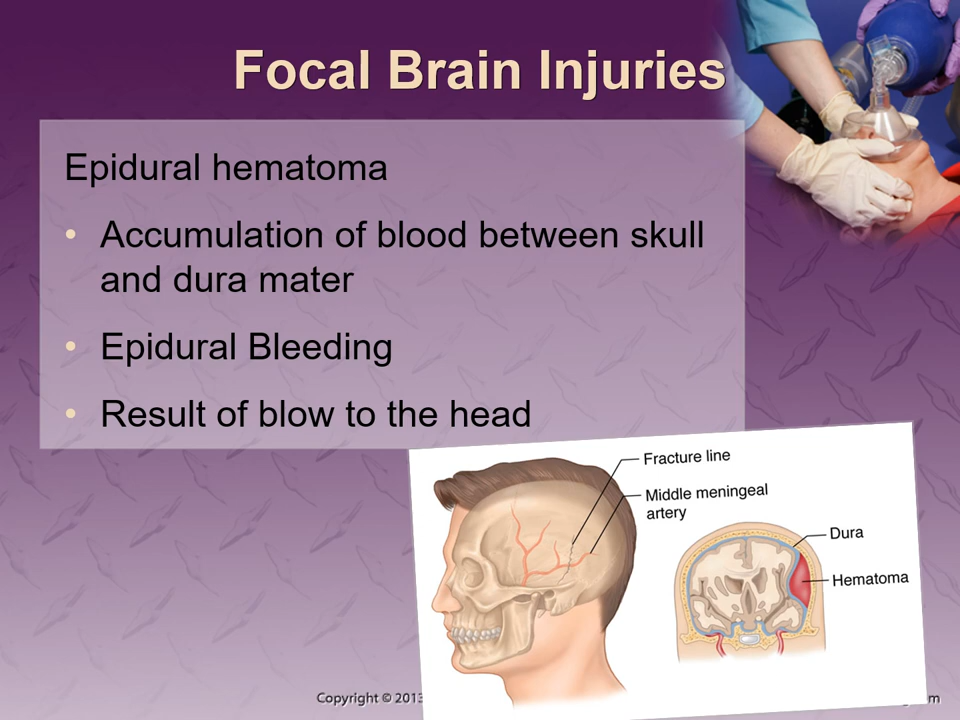 Focal Brain Injuries
Epidural hematoma
• Accumulation of blood between skull
and dura mater
• Epidural Bleeding
• Result of blow to the head
Fracture line
Middle meningeal
artery
Dura
Hematoma
Copyright © 2013